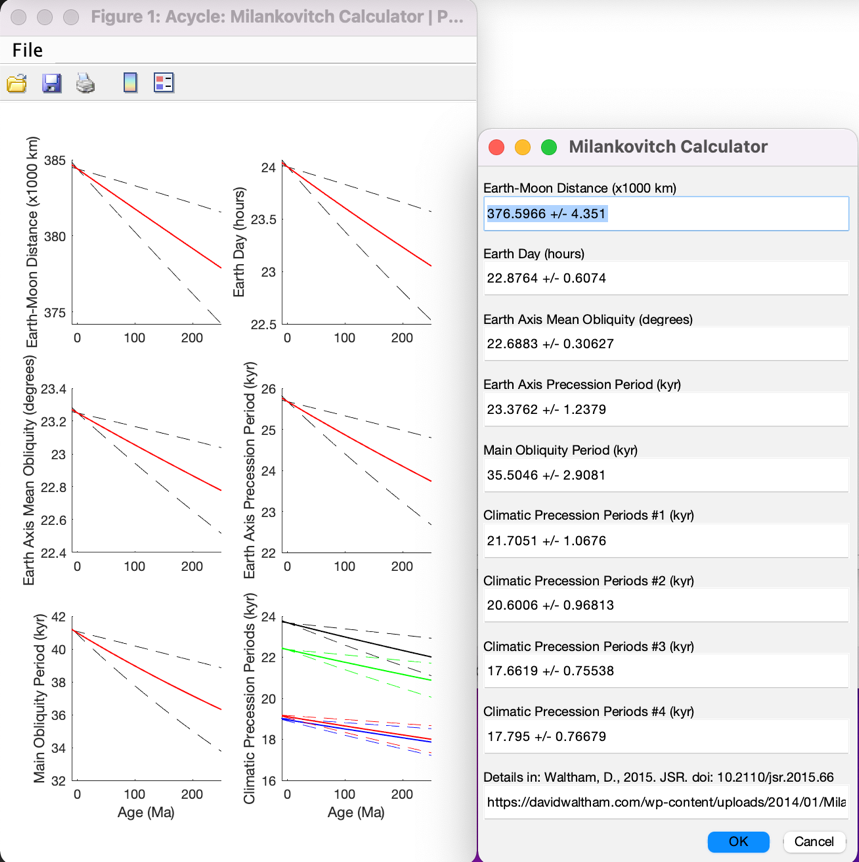 Figure 1: Acycle: Milankovitch Calculator | P...
File
Earth-Moon Distance (x1000 km)
385
380
375
0
100
200
Earth Day (hours)
24
23.5
23
22.5
0
100
200
Earth Axis Mean Obliquity (degrees)
23.4
23.2
23
22.8
22.6
22.4
0
100
200
Earth Axis Precession Period (kyr)
26
25
24
23
22
0
100
200
Main Obliquity Period (kyr)
42
40
38
36
34
32
0
100
200
Age (Ma)
Climatic Precession Periods (kyr)
24
22
20
18
16
0
100
200
Age (Ma)
Milankovitch Calculator
Earth-Moon Distance (x1000 km)
376.5966 +/- 4.351
Earth Day (hours)
22.8764 +/- 0.6074
Earth Axis Mean Obliquity (degrees)
22.6883 +/- 0.30627
Earth Axis Precession Period (kyr)
23.3762 +/- 1.2379
Main Obliquity Period (kyr)
35.5046 +/- 2.9081
Climatic Precession Periods #1 (kyr)
21.7051 +/- 1.0676
Climatic Precession Periods #2 (kyr)
20.6006 +/- 0.96813
Climatic Precession Periods #3 (kyr)
17.6619 +/- 0.75538
Climatic Precession Periods #4 (kyr)
17.795 +/- 0.76679
Details in: Waltham, D., 2015. JSR. doi: 10.2110/jsr.2015.66
https://davidwaltham.com/wp-content/uploads/2014/01/Mila
OK
Cancel